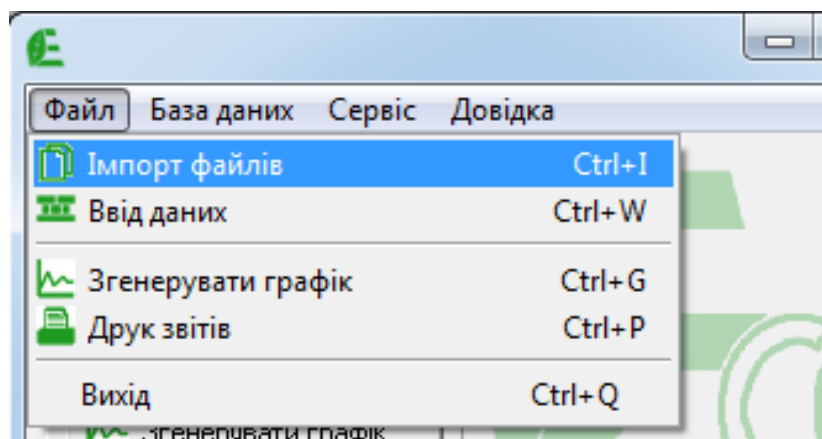 Файл База даних Сервіс Довідка
Імпорт файлів Ctrl+I
Ввід даних Ctrl+W
Згенерувати графік Ctrl+G
Друк звітів Ctrl+P
Вихід Ctrl+Q
Згенерувати графік